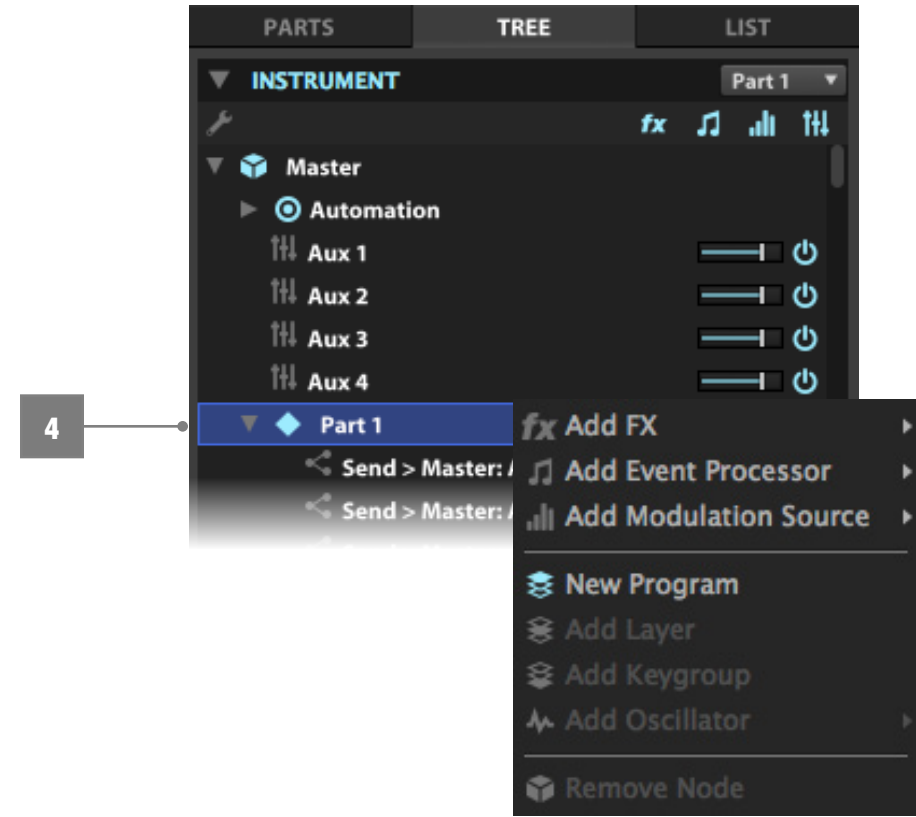 PARTS TREE LIST
INSTRUMENT Part 1
fx
Master
Automation
Aux 1
Aux 2
Aux 3
Aux 4
4 Part 1
Send > Master:
Send > Master:
fx Add FX
Add Event Processor
Add Modulation Source
New Program
Add Layer
Add Keygroup
Add Oscillator
Remove Node